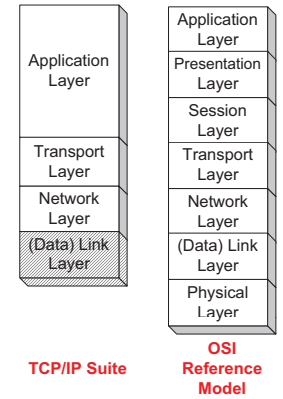 Application
Layer
Transport
Layer
Network
Layer
(Data) Link
Layer
TCP/IP Suite
Application
Layer
Presentation
Layer
Session
Layer
Transport
Layer
Network
Layer
(Data) Link
Layer
Physical
Layer
OSI
Reference
Model